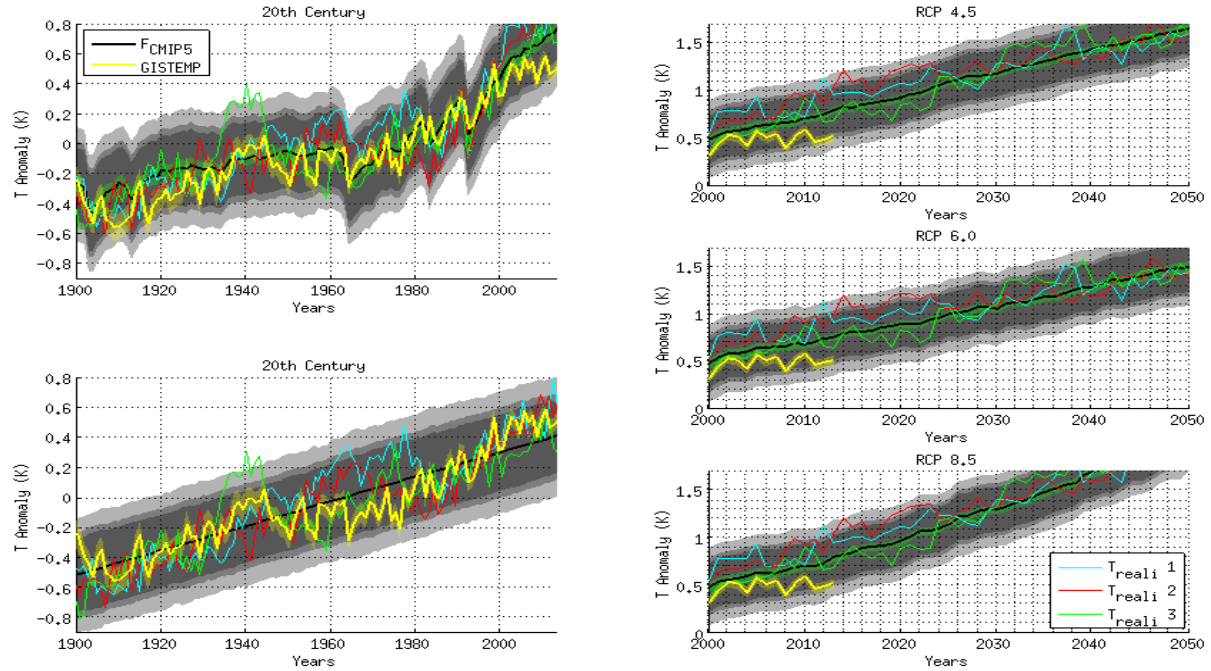 20th Century
0.8
0.6
0.4
0.2
0
-0.2
-0.4
-0.6
-0.8
T Anomaly (K)
F_CMIP5
GISTEMP
1900 1920 1940 1960 1980 2000
Years
20th Century
0.8
0.6
0.4
0.2
0
-0.2
-0.4
-0.6
-0.8
T Anomaly (K)
1900 1920 1940 1960 1980 2000
Years
RCP 4.5
1.5
1
0.5
0
T Anomaly (K)
2000 2010 2020 2030 2040 2050
Years
RCP 6.0
1.5
1
0.5
0
T Anomaly (K)
2000 2010 2020 2030 2040 2050
Years
RCP 8.5
1.5
1
0.5
0
T Anomaly (K)
T_reali 1
T_reali 2
T_reali 3
2000 2010 2020 2030 2040 2050
Years